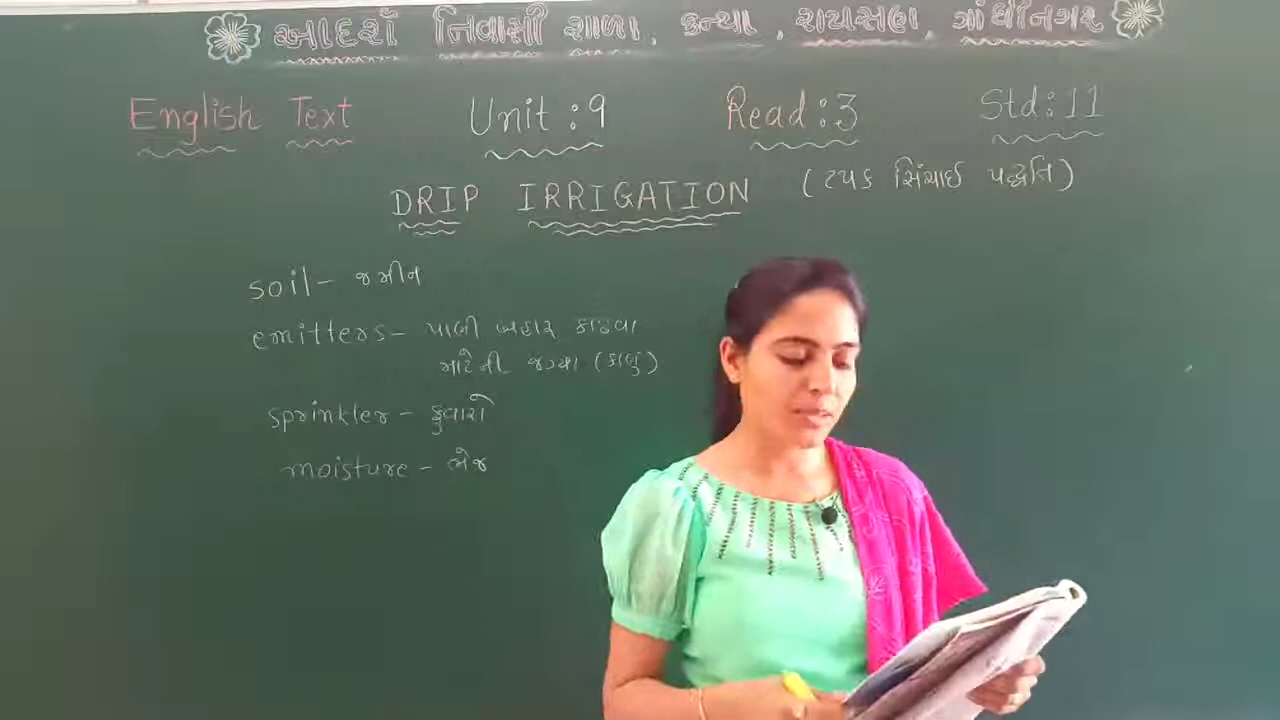 આદર્શ નિવાસી શાળા, કન્યા, રાયસણ, ગાંધીનગર
English Text Unit:9 Read:3 Std:11
DRIP IRRIGATION (ટપક સિંચાઈ પદ્ધતિ)
soil - જમીન
emitters - પાણી બહાર કાઢવા
માટેની જગ્યા (કાણું)
sprinkler - ફુવારો
moisture - ભેજ